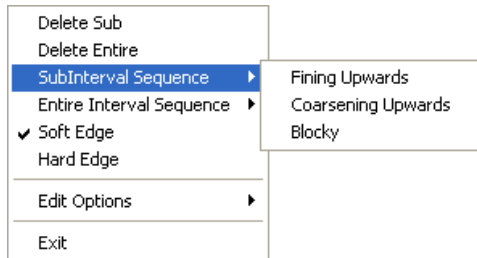 Delete Sub
Delete Entire
SubInterval Sequence
Entire Interval Sequence
Soft Edge
Hard Edge
Edit Options
Exit
Fining Upwards
Coarsening Upwards
Blocky